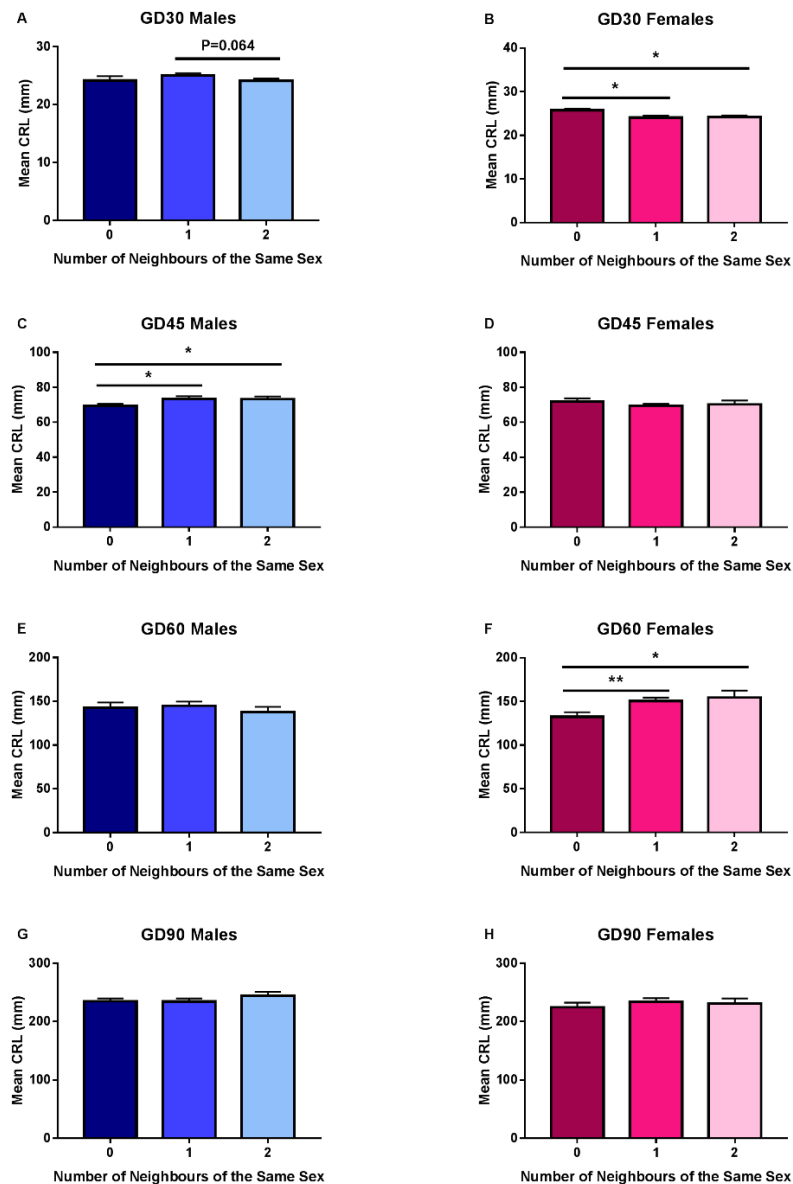 A
GD30 Males
P=0.064
Mean CRL (mm)
30
20
10
0
0 1 2
Number of Neighbours of the Same Sex
B
GD30 Females
*
*
Mean CRL (mm)
40
30
20
10
0
0 1 2
Number of Neighbours of the Same Sex
C
GD45 Males
*
*
Mean CRL (mm)
100
80
60
40
20
0
0 1 2
Number of Neighbours of the Same Sex
D
GD45 Females
Mean CRL (mm)
100
80
60
40
20
0
0 1 2
Number of Neighbours of the Same Sex
E
GD60 Males
Mean CRL (mm)
200
150
100
50
0
0 1 2
Number of Neighbours of the Same Sex
F
GD60 Females
*
**
Mean CRL (mm)
200
150
100
50
0
0 1 2
Number of Neighbours of the Same Sex
G
GD90 Males
Mean CRL (mm)
300
200
100
0
0 1 2
Number of Neighbours of the Same Sex
H
GD90 Females
Mean CRL (mm)
300
200
100
0
0 1 2
Number of Neighbours of the Same Sex